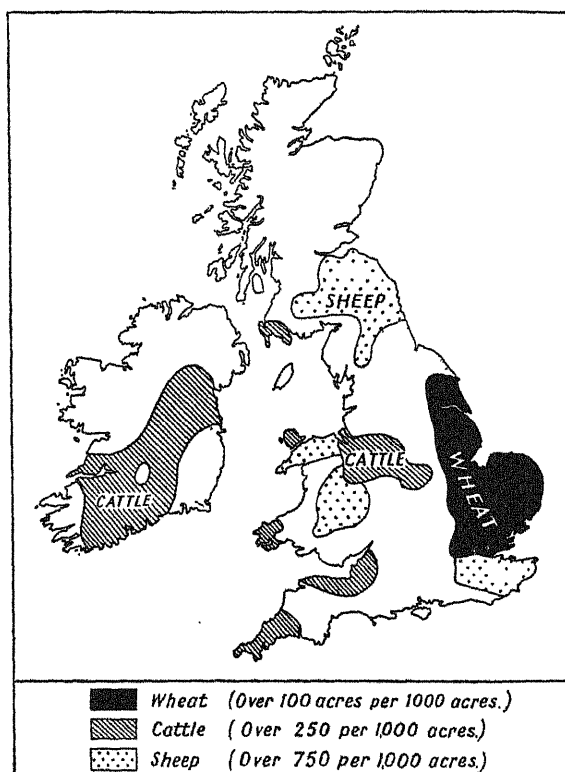 SHEEP
CATTLE
CATTLE
WHEAT
Wheat (Over 100 acres per 1000 acres.)
Cattle (Over 250 per 1,000 acres.)
Sheep (Over 750 per 1,000 acres.)